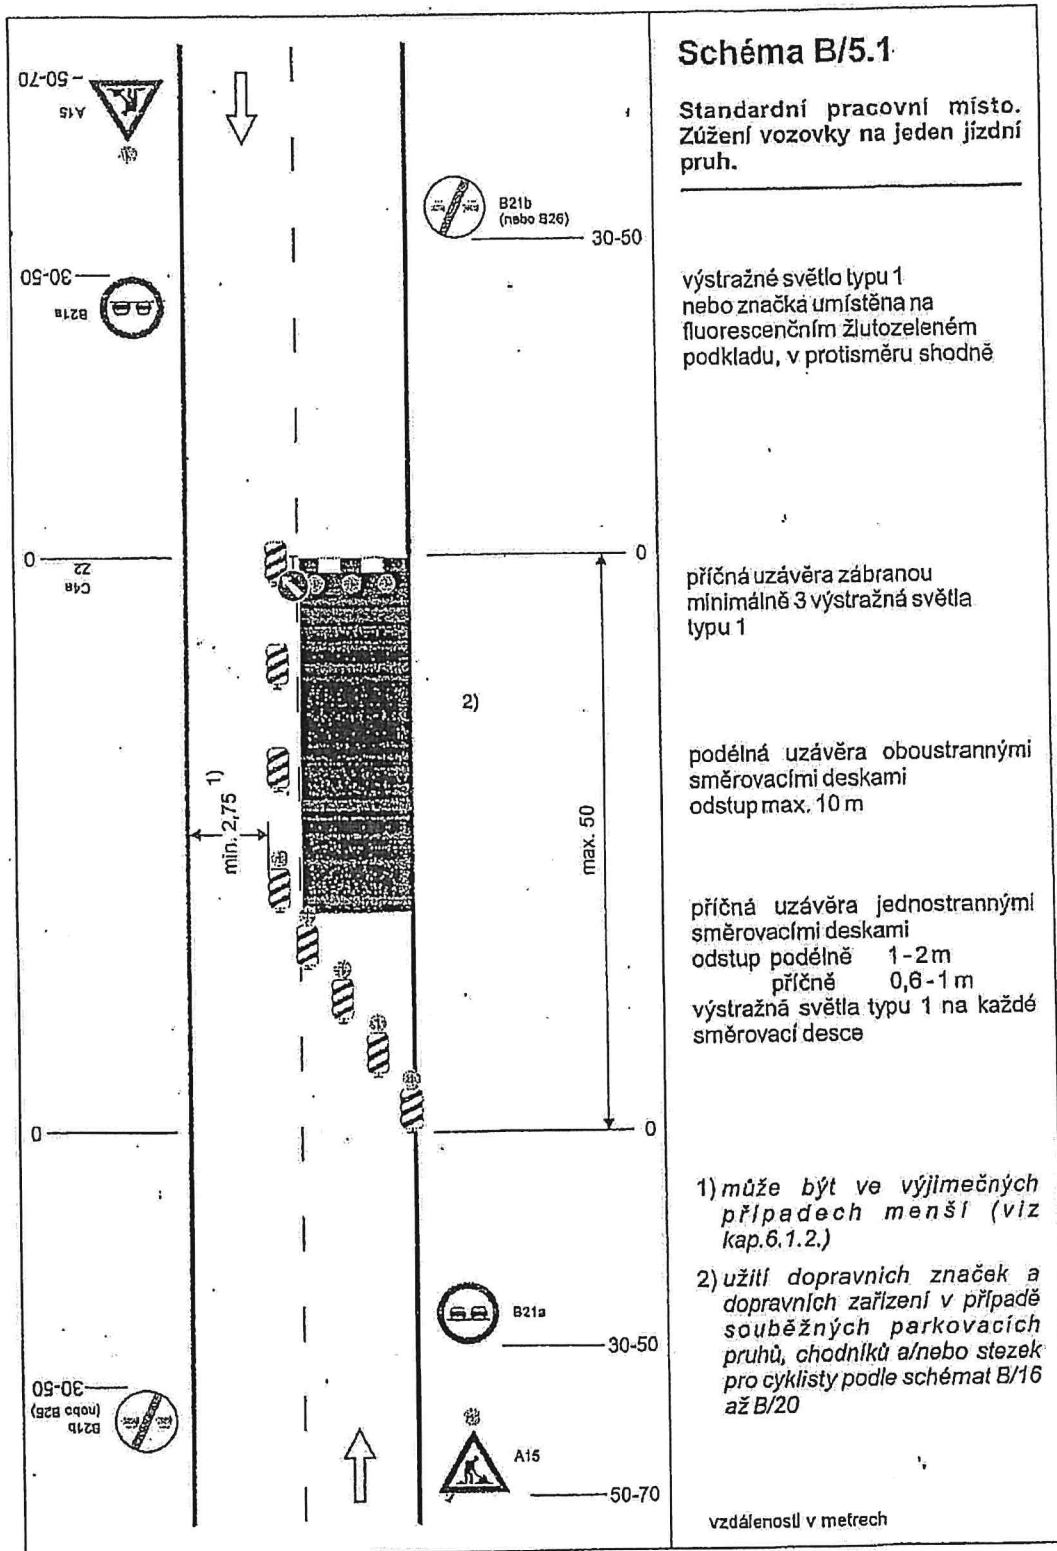 Schéma B/5.1
Standardní pracovní místo.
Zúžení vozovky na jeden jízdní
pruh.
50-70
A15
B21b
(nebo B26)
30-50
30-50
B21a
výstražné světlo typu 1
nebo značka umístěna na
fluorescenčním žlutozeleném
podkladu, v protisměru shodně
0
Z2
C4a
0
příčná uzávěra zábranou
minimálně 3 výstražná světla
typu 1
2)
podélná uzávěra oboustrannými
směrovacími deskami
odstup max. 10 m
min. 2,75 1)
max. 50
příčná uzávěra jednostrannými
směrovacími deskami
odstup podélně 1-2 m
příčně 0,6-1 m
výstražná světla typu 1 na každé
směrovací desce
0
0
1) může být ve výjimečných
případech menší (viz
kap.6.1.2.)
2) užití dopravních značek a
dopravních zařízení v případě
souběžných parkovacích
pruhů, chodníků a/nebo stezek
pro cyklisty podle schémat B/16
až B/20
B21a
30-50
30-50
B21b
(nebo B25)
A15
50-70
vzdálenosti v metrech